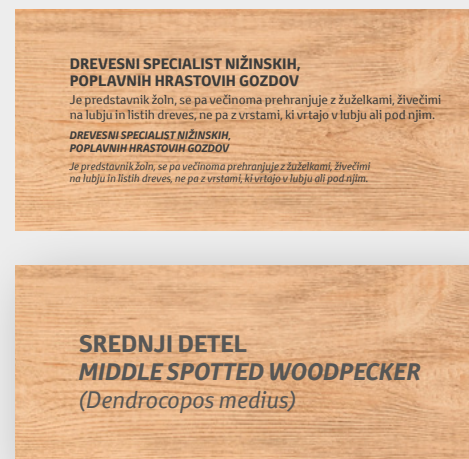 DREVESNI SPECIALIST NIŽINSKIH,
POPLAVNIH HRASTOVIH GOZDOV
Je predstavnik žoln, se pa večinoma prehranjuje z žuželkami, živečimi
na lubju in listih dreves, ne pa z vrstami, ki vrtajo v lubju ali pod njim.
DREVESNI SPECIALIST NIŽINSKIH,
POPLAVNIH HRASTOVIH GOZDOV
Je predstavnik žoln, se pa večinoma prehranjuje z žuželkami, živečimi
na lubju in listih dreves, ne pa z vrstami, ki vrtajo v lubju ali pod njim.
SREDNJI DETEL
MIDDLE SPOTTED WOODPECKER
(Dendrocopos medius)